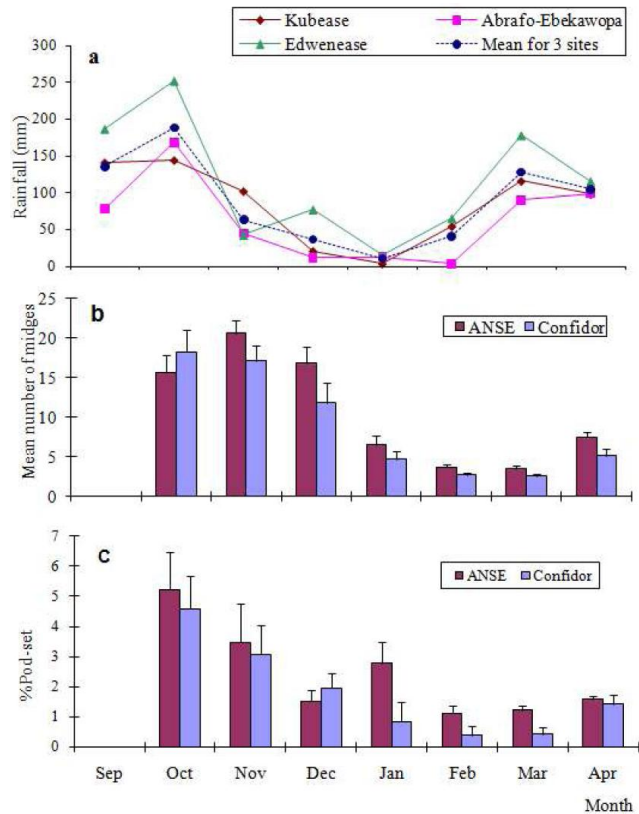 Kubease
Abrafo-Ebekawopa
Edwenease
Mean for 3 sites
a
300
250
200
150
100
50
0
Rainfall (mm)
b
ANSE
Confidor
25
20
15
10
5
0
Mean number of midges
c
ANSE
Confidor
7
6
5
4
3
2
1
0
%Pod-set
Sep Oct Nov Dec Jan Feb Mar Apr
Month